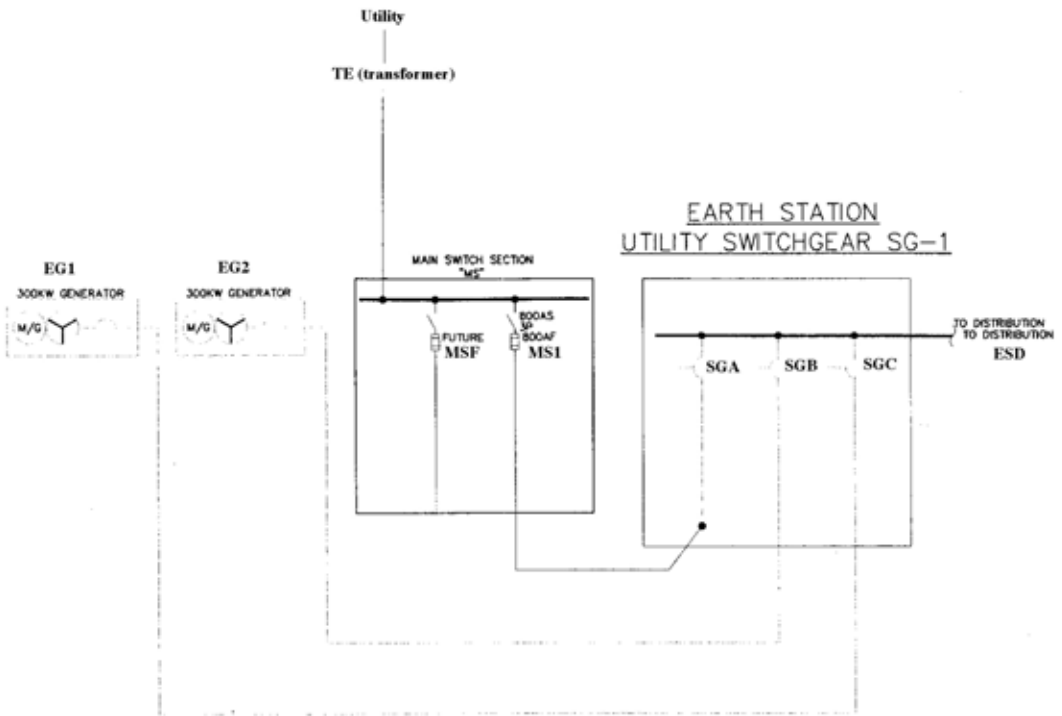 Utility
TE (transformer)
EARTH STATION
UTILITY SWITCHGEAR SG-1
EG1
300KW GENERATOR
M/G
EG2
300KW GENERATOR
M/G
MAIN SWITCH SECTION
"MS"
FUTURE
MSF
800AS
3P
800AF
MS1
SGA
SGB
SGC
TO DISTRIBUTION
TO DISTRIBUTION
ESD